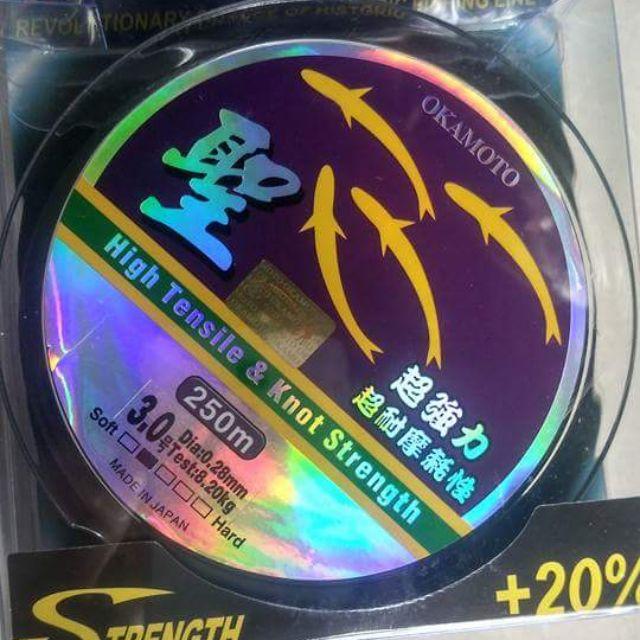 REVOLUTIONARY
LINE
OKAMOTO
聖
High Tensile & Knot Strength
超強力
超耐摩耗性
250m
3.0号
Dia:0.28mm
Test:8.20kg
Soft
Hard
MADE IN JAPAN
STRENGTH
+20%